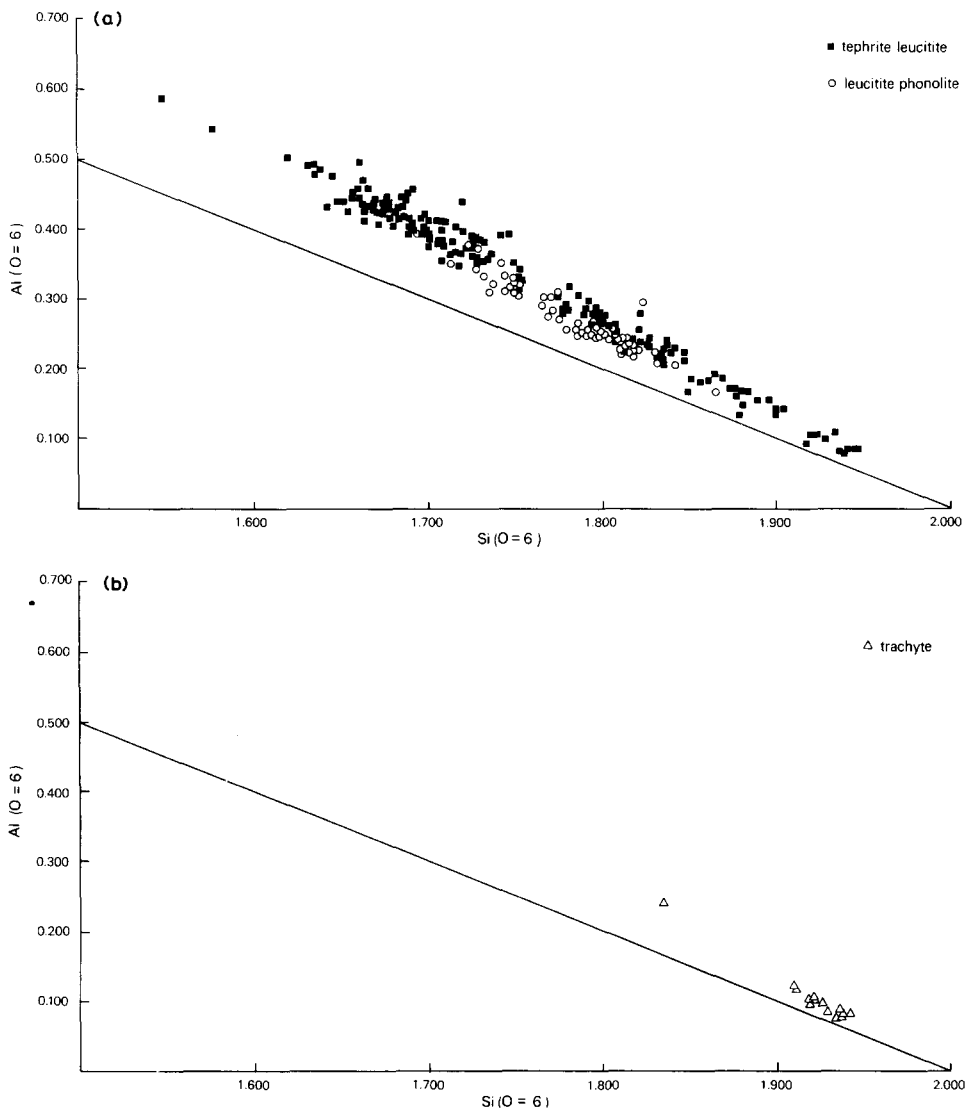 (a)
0.700
0.600
0.500
0.400
0.300
0.200
0.100
Al (O = 6)
tephrite leucitite
leucitite phonolite
1.600
1.700
1.800
1.900
2.000
Si (O = 6)
(b)
0.700
0.600
0.500
0.400
0.300
0.200
0.100
Al (O = 6)
trachyte
1.600
1.700
1.800
1.900
2.000
Si (O = 6)